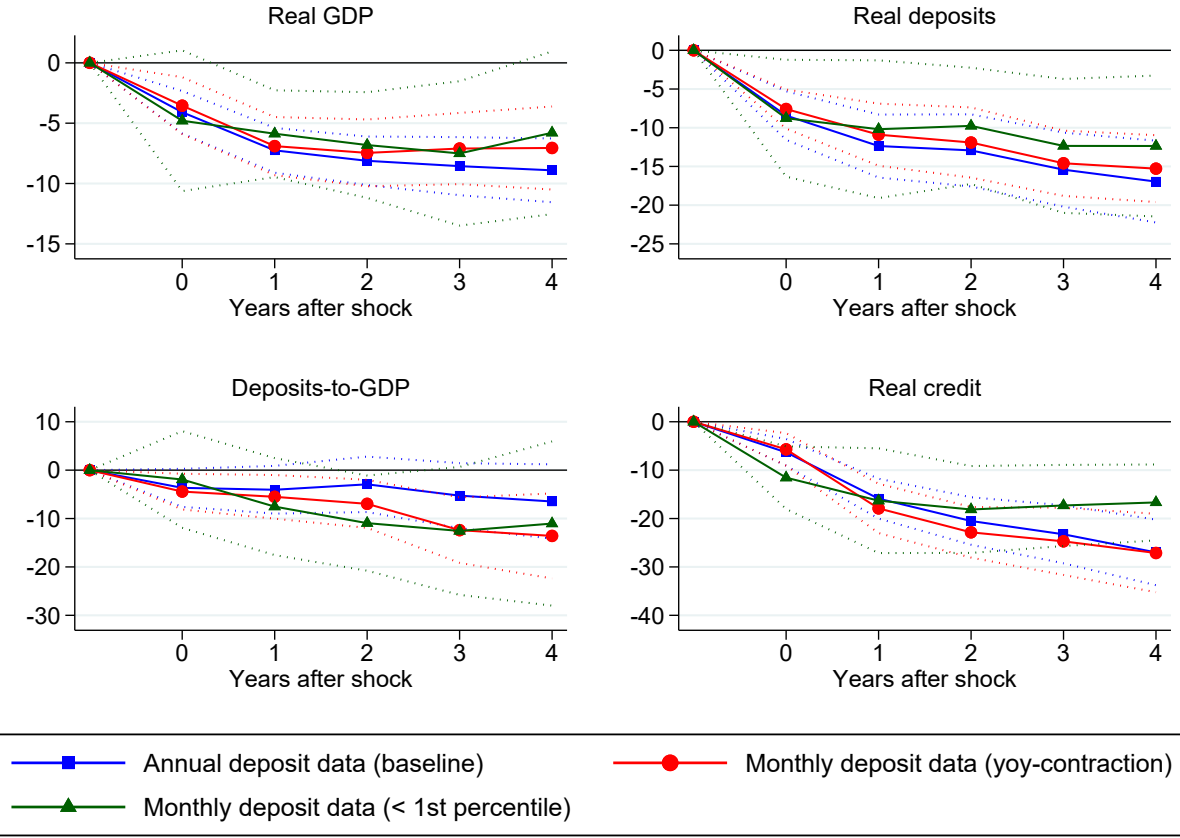 Real GDP
0
-5
-10
-15
0 1 2 3 4
Years after shock
Real deposits
0
-5
-10
-15
-20
-25
0 1 2 3 4
Years after shock
Deposits-to-GDP
10
0
-10
-20
-30
0 1 2 3 4
Years after shock
Real credit
0
-10
-20
-30
-40
0 1 2 3 4
Years after shock
Annual deposit data (baseline)
Monthly deposit data (yoy-contraction)
Monthly deposit data (< 1st percentile)